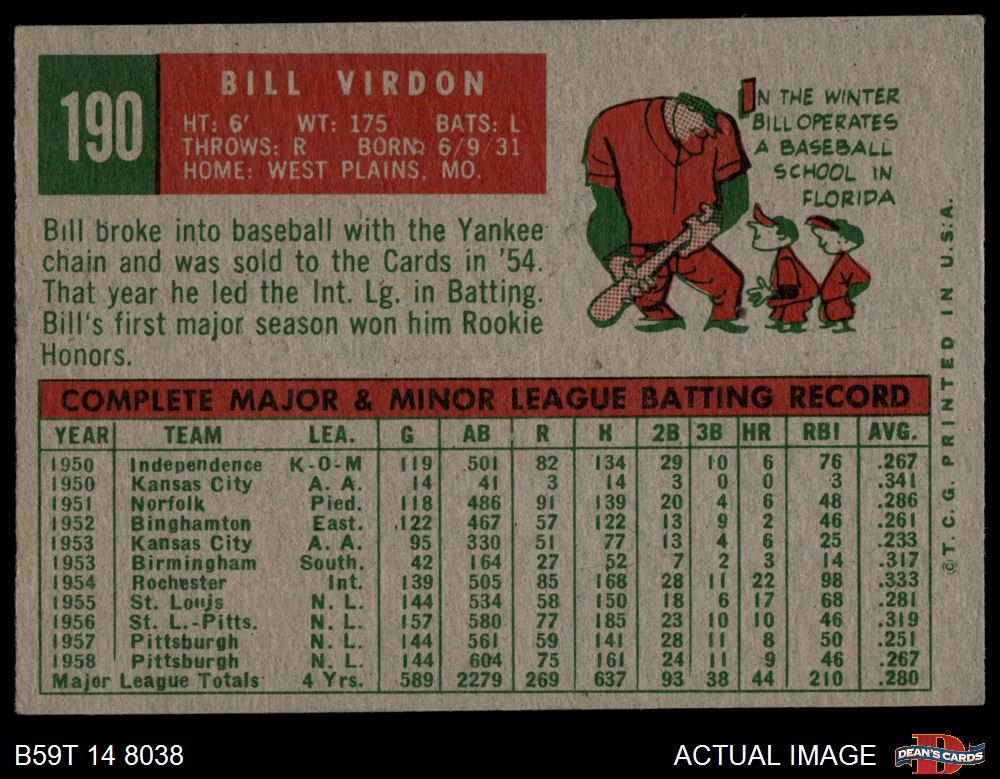 190
BILL VIRDON
HT: 6' WT: 175 BATS: L
THROWS: R BORN: 6/9/31
HOME: WEST PLAINS, MO.
Bill broke into baseball with the Yankee
chain and was sold to the Cards in '54.
That year he led the Int. Lg. in Batting.
Bill's first major season won him Rookie
Honors.
IN THE WINTER
BILL OPERATES
A BASEBALL
SCHOOL IN
FLORIDA
COMPLETE MAJOR & MINOR LEAGUE BATTING RECORD
YEAR TEAM LEA. G AB R H 2B 3B HR RBI AVG.
1950 Independence K-O-M 119 501 82 134 29 10 6 76 .267
1950 Kansas City A. A. 14 41 3 14 3 0 0 3 .341
1951 Norfolk Pied. 118 486 91 139 20 4 6 48 .286
1952 Binghamton East. 122 467 57 122 13 9 2 46 .261
1953 Kansas City A. A. 95 330 51 77 13 4 6 25 .233
1953 Birmingham South. 42 164 27 52 7 2 3 14 .317
1954 Rochester Int. 139 505 85 168 28 11 22 98 .333
1955 St. Louis N. L. 144 534 58 150 18 6 17 68 .281
1956 St. L.-Pitts. N. L. 157 580 77 185 23 10 10 46 .319
1957 Pittsburgh N. L. 144 561 59 141 28 11 8 50 .251
1958 Pittsburgh N. L. 144 604 75 161 24 11 9 46 .267
Major League Totals 4 Yrs. 589 2279 269 637 93 38 44 210 .280
© T. C. G. PRINTED IN U.S.A.
B59T 14 8038
ACTUAL IMAGE
D
DEAN'S CARDS